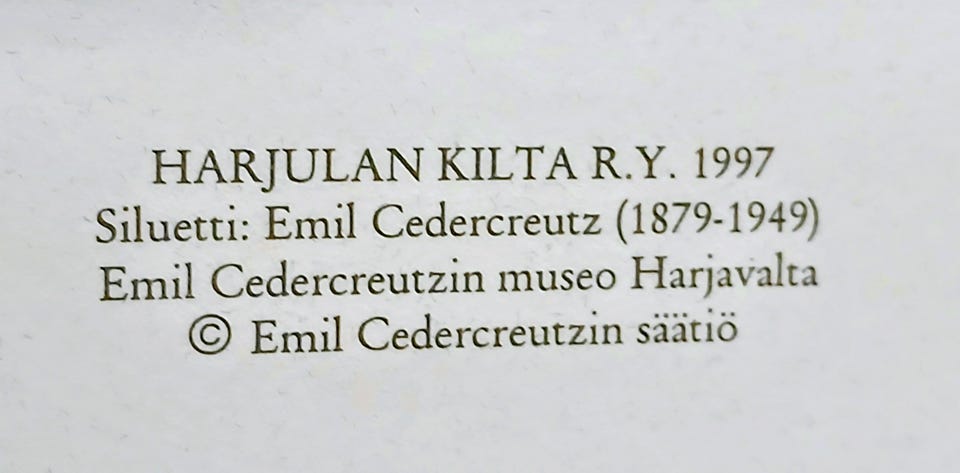 HARJULAN KILTA R.Y. 1997
Siluetti: Emil Cedercreutz (1879-1949)
Emil Cedercreutzin museo Harjavalta
© Emil Cedercreutzin säätiö